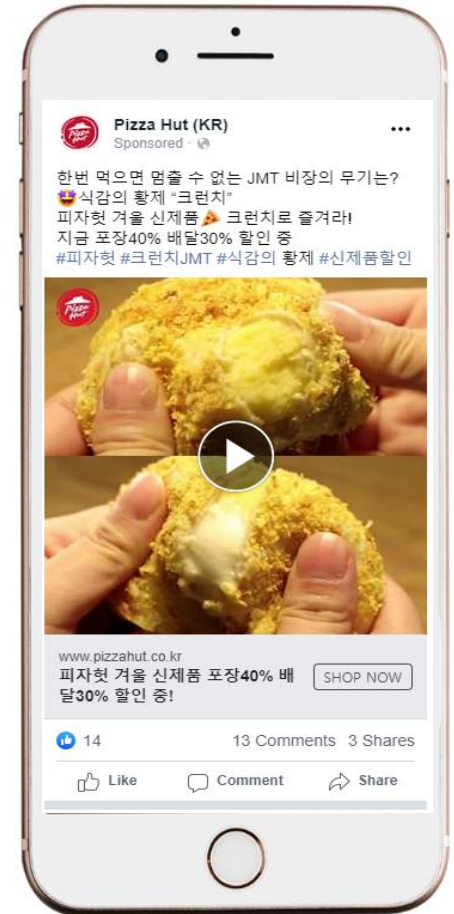 Pizza Hut
Pizza Hut (KR)
Sponsored ·
한번 먹으면 멈출 수 없는 JMT 비장의 무기는?
🤩식감의 황제 “크런치”
피자헛 겨울 신제품🍕 크런치로 즐겨라!
지금 포장40% 배달30% 할인 중
#피자헛 #크런치JMT #식감의 황제 #신제품할인
Pizza Hut
www.pizzahut.co.kr
피자헛 겨울 신제품 포장40% 배
달30% 할인 중!
SHOP NOW
14
13 Comments 3 Shares
Like Comment Share